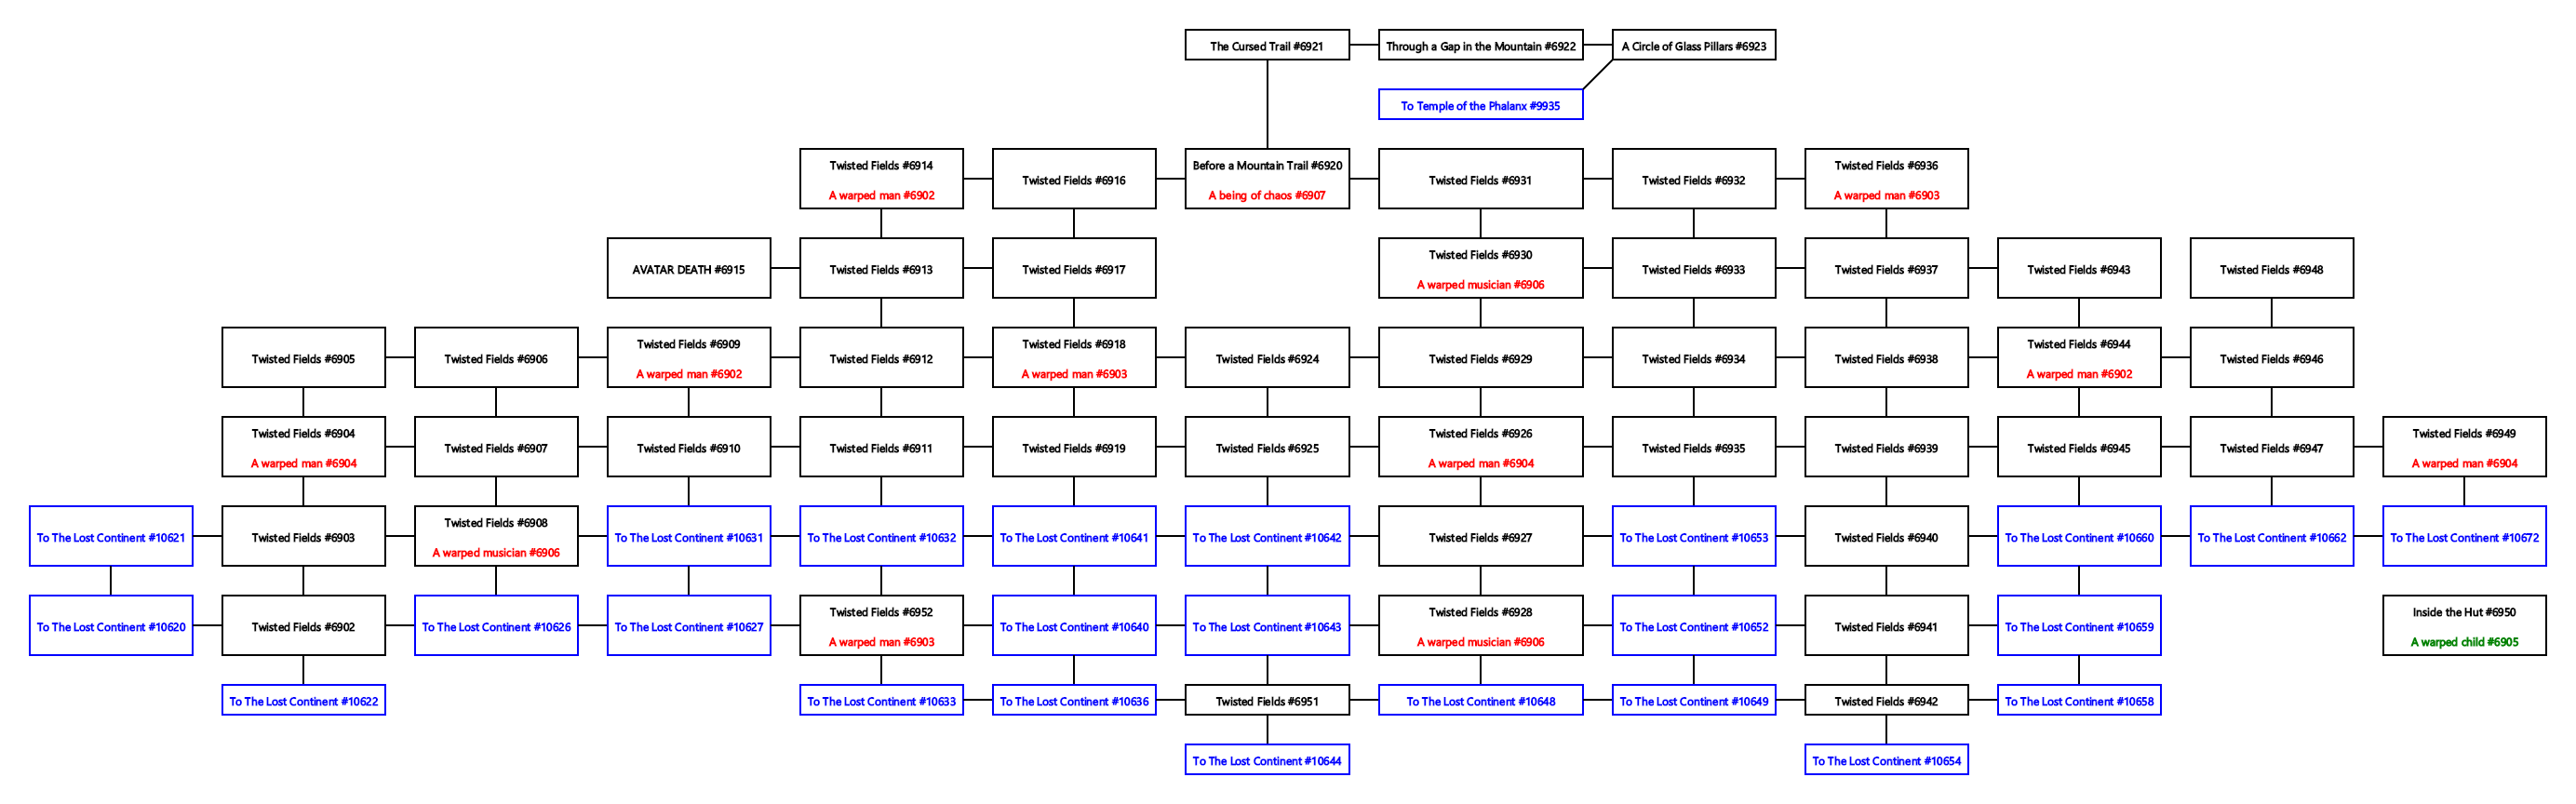 The Cursed Trail #6921
Through a Gap in the Mountain #6922
A Circle of Glass Pillars #6923
To Temple of the Phalanx #9935
Twisted Fields #6914
A warped man #6902
Twisted Fields #6916
Before a Mountain Trail #6920
A being of chaos #6907
Twisted Fields #6931
Twisted Fields #6932
Twisted Fields #6936
A warped man #6903
AVATAR DEATH #6915
Twisted Fields #6913
Twisted Fields #6917
Twisted Fields #6930
A warped musician #6906
Twisted Fields #6933
Twisted Fields #6937
Twisted Fields #6943
Twisted Fields #6948
Twisted Fields #6905
Twisted Fields #6906
Twisted Fields #6909
A warped man #6902
Twisted Fields #6912
Twisted Fields #6918
A warped man #6903
Twisted Fields #6924
Twisted Fields #6929
Twisted Fields #6934
Twisted Fields #6938
Twisted Fields #6944
A warped man #6902
Twisted Fields #6946
Twisted Fields #6904
A warped man #6904
Twisted Fields #6907
Twisted Fields #6910
Twisted Fields #6911
Twisted Fields #6919
Twisted Fields #6925
Twisted Fields #6926
A warped man #6904
Twisted Fields #6935
Twisted Fields #6939
Twisted Fields #6945
Twisted Fields #6947
Twisted Fields #6949
A warped man #6904
To The Lost Continent #10621
Twisted Fields #6903
Twisted Fields #6908
A warped musician #6906
To The Lost Continent #10631
To The Lost Continent #10632
To The Lost Continent #10641
To The Lost Continent #10642
Twisted Fields #6927
To The Lost Continent #10653
Twisted Fields #6940
To The Lost Continent #10660
To The Lost Continent #10662
To The Lost Continent #10672
To The Lost Continent #10620
Twisted Fields #6902
To The Lost Continent #10626
To The Lost Continent #10627
Twisted Fields #6952
A warped man #6903
To The Lost Continent #10640
To The Lost Continent #10643
Twisted Fields #6928
A warped musician #6906
To The Lost Continent #10652
Twisted Fields #6941
To The Lost Continent #10659
Inside the Hut #6950
A warped child #6905
To The Lost Continent #10622
To The Lost Continent #10633
To The Lost Continent #10636
Twisted Fields #6951
To The Lost Continent #10648
To The Lost Continent #10649
Twisted Fields #6942
To The Lost Continent #10658
To The Lost Continent #10644
To The Lost Continent #10654